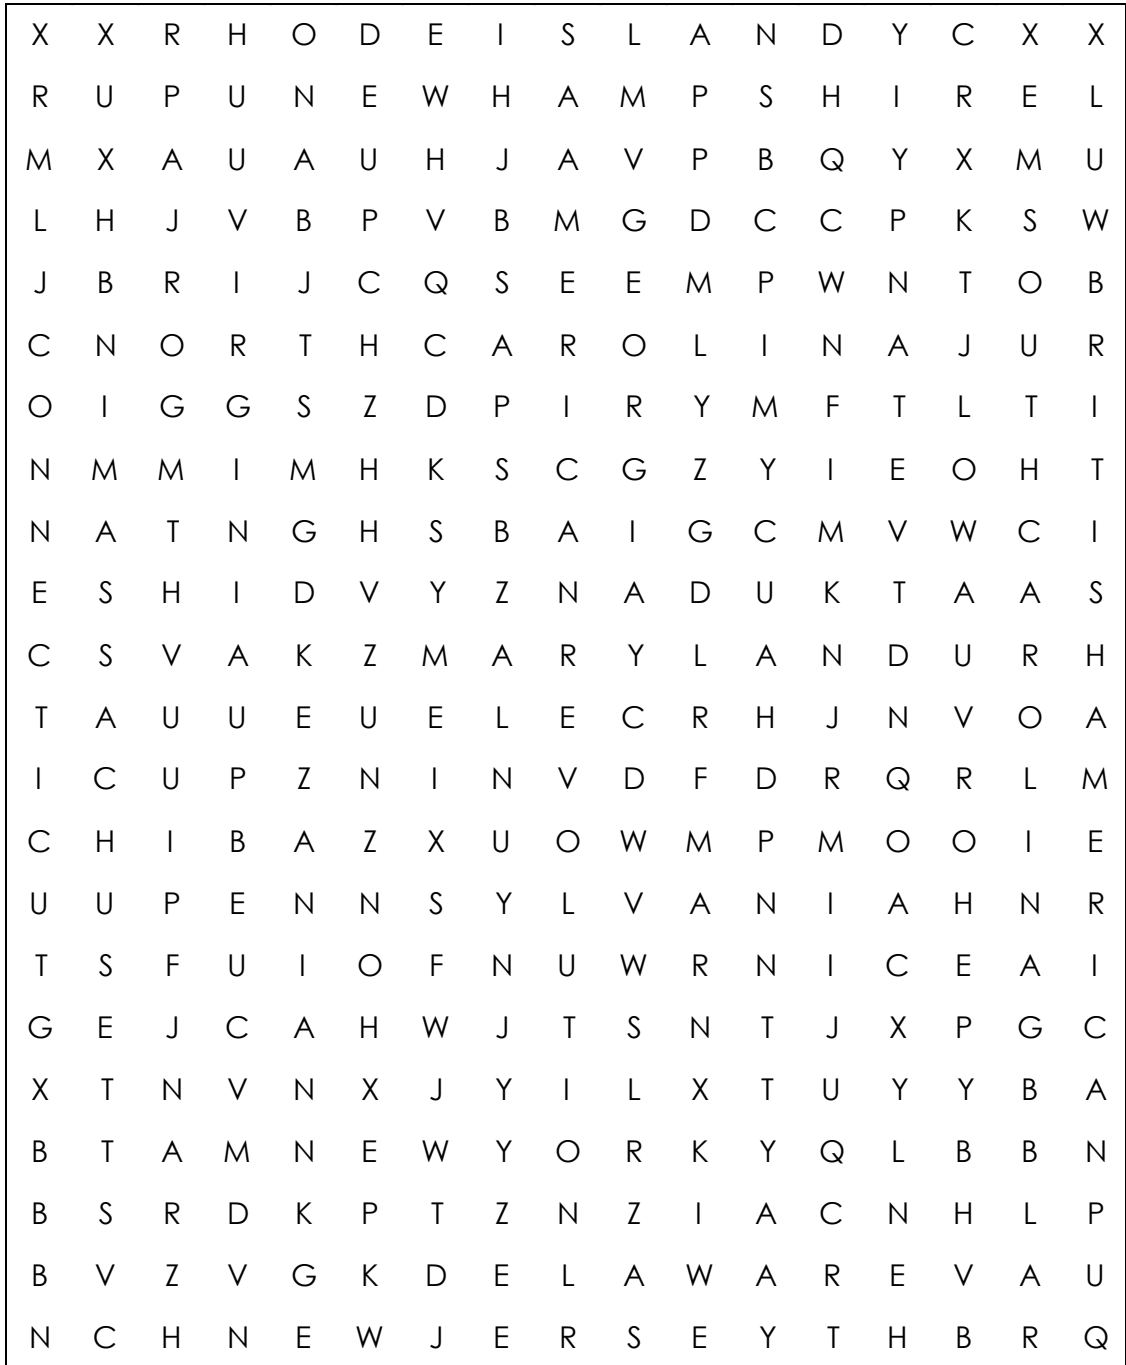 X X R H O D E I S L A N D Y C X X
R U P U N E W H A M P S H I R E L
M X A U A U H J A V P B Q Y X M U
L H J V B P V B M G D C C P K S W
J B R I J C Q S E E M P W N T O B
C N O R T H C A R O L I N A J U R
O I G G S Z D P I R Y M F T L T I
N M M I M H K S C G Z Y I E O H T
N A T N G H S B A I G C M V W C I
E S H I D V Y Z N A D U K T A A S
C S V A K Z M A R Y L A N D U R H
T A U U E U E L E C R H J N V O A
I C U P Z N I N V D F D R Q R L M
C H I B A Z X U O W M P M O O I E
U U P E N N S Y L V A N I A H N R
T S F U I O F N U W R N I C E A I
G E J C A H W J T S N T J X P G C
X T N V N X J Y I L X T U Y Y B A
B T A M N E W Y O R K Y Q L B B N
B S R D K P T Z N Z I A C N H L P
B V Z V G K D E L A W A R E V A U
N C H N E W J E R S E Y T H B R Q